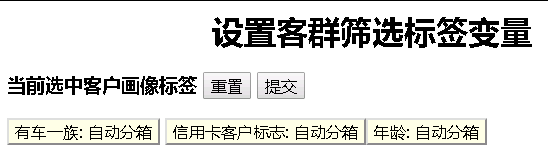 设置客群筛选标签变量
当前选中客户画像标签 重置 提交
有车一族: 自动分箱 信用卡客户标志: 自动分箱 年龄: 自动分箱